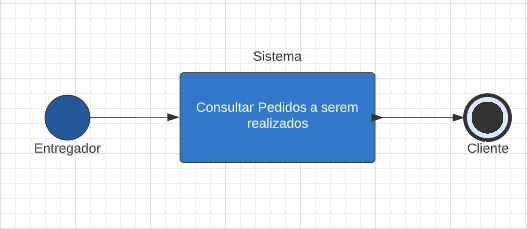 Sistema
Consultar Pedidos a serem
realizados
Entregador
Cliente